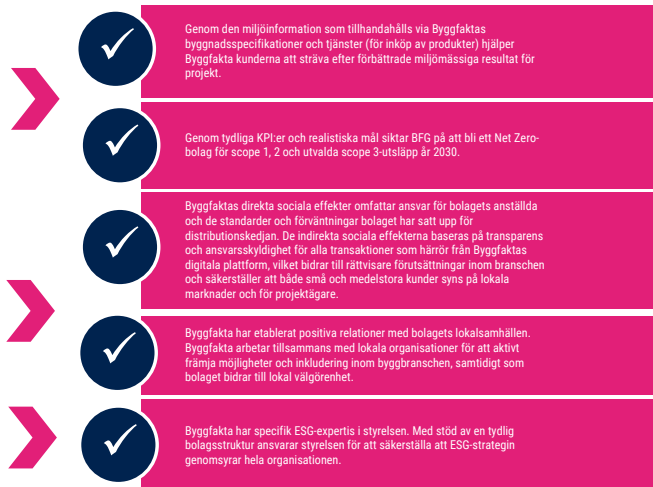 Genom den miljöinformation som tillhandahålls via Byggfaktas
byggnadsspecifikationer och tjänster (för inköp av produkter) hjälper
Byggfakta kunderna att sträva efter förbättrade miljömässiga resultat för
projekt.
Genom tydliga KPI:er och realistiska mål siktar BFG på att bli ett Net Zero-
bolag för scope 1, 2 och utvalda scope 3-utsläpp år 2030.
Byggfaktas direkta sociala effekter omfattar ansvar för bolagets anställda
och de standarder och förväntningar bolaget har satt upp för
distributionskedjan. De indirekta sociala effekterna baseras på transparens
och ansvarsskyldighet för alla transaktioner som härrör från Byggfaktas
digitala plattform, vilket bidrar till rättvisare förutsättningar inom branschen
och säkerställer att både små och medelstora kunder syns på lokala
marknader och för projektägare.
Byggfakta har etablerat positiva relationer med bolagets lokalsamhällen.
Byggfakta arbetar tillsammans med lokala organisationer för att aktivt
främja möjligheter och inkludering inom byggbranschen, samtidigt som
bolaget bidrar till lokal välgörenhet.
Byggfakta har specifik ESG-expertis i styrelsen. Med stöd av en tydlig
bolagsstruktur ansvarar styrelsen för att säkerställa att ESG-strategin
genomsyrar hela organisationen.